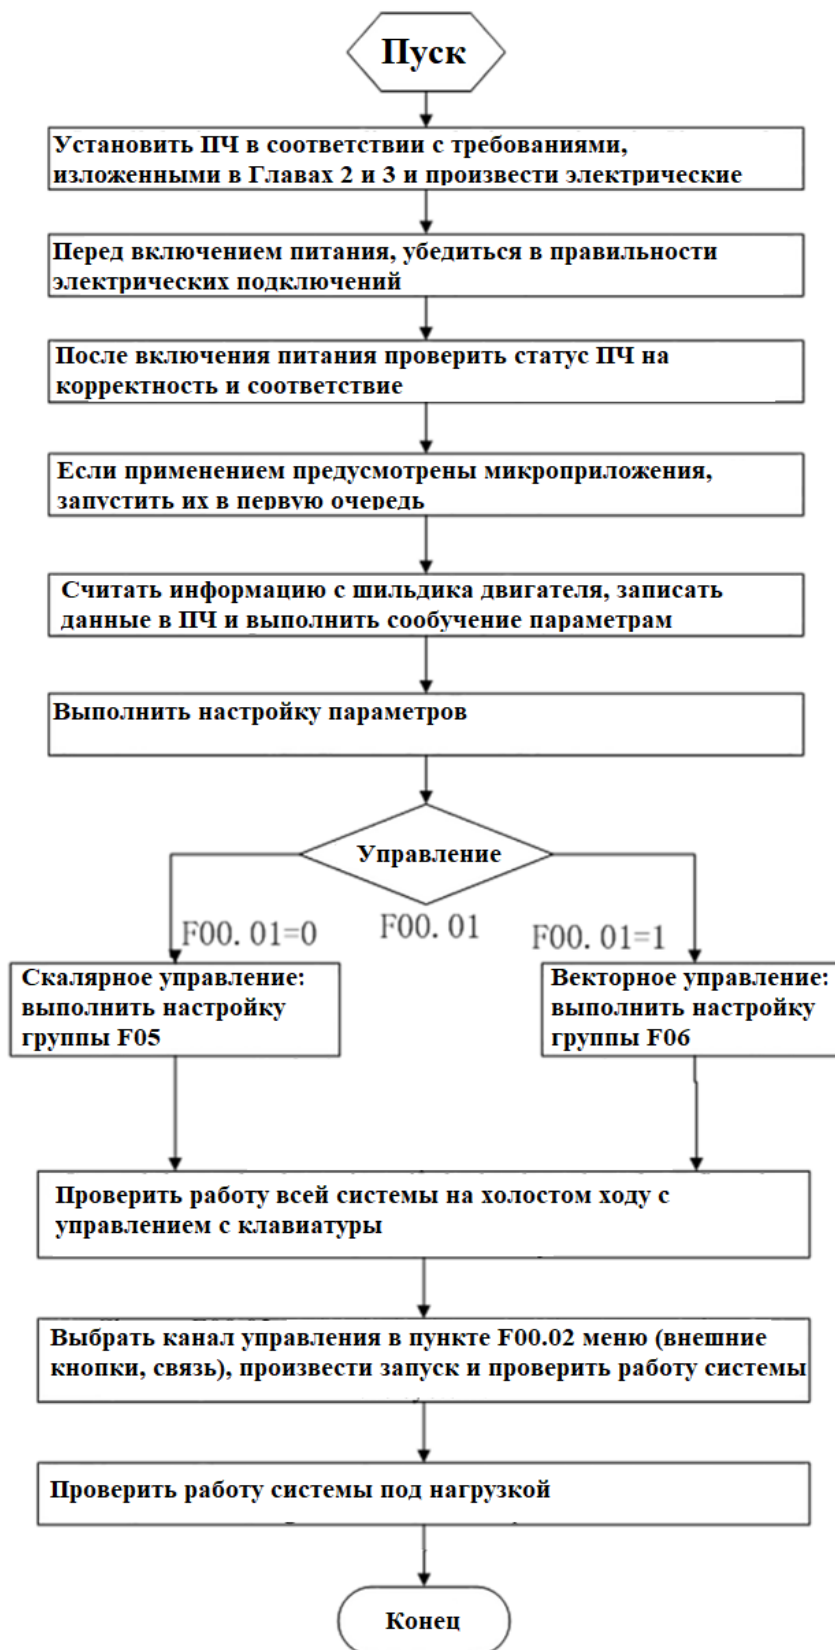 Пуск
Установить ПЧ в соответствии с требованиями,
изложенными в Главах 2 и 3 и произвести электрические
Перед включением питания, убедиться в правильности
электрических подключений
После включения питания проверить статус ПЧ на
корректность и соответствие
Если применением предусмотрены микроприложения,
запустить их в первую очередь
Считать информацию с шильдика двигателя, записать
данные в ПЧ и выполнить сообучение параметрам
Выполнить настройку параметров
Управление
F00.01=0
F00.01
F00.01=1
Скалярное управление:
выполнить настройку
группы F05
Векторное управление:
выполнить настройку
группы F06
Проверить работу всей системы на холостом ходу с
управлением с клавиатуры
Выбрать канал управления в пункте F00.02 меню (внешние
кнопки, связь), произвести запуск и проверить работу системы
Проверить работу системы под нагрузкой
Конец